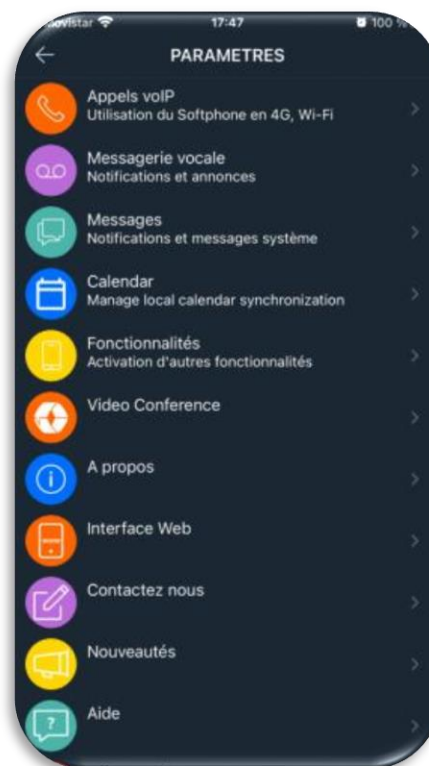 movistar 17:47 100 %
PARAMETRES
Appels voIP
Utilisation du Softphone en 4G, Wi-Fi
Messagerie vocale
Notifications et annonces
Messages
Notifications et messages système
Calendar
Manage local calendar synchronization
Fonctionnalités
Activation d'autres fonctionnalités
Video Conference
A propos
Interface Web
Contactez nous
Nouveautés
Aide